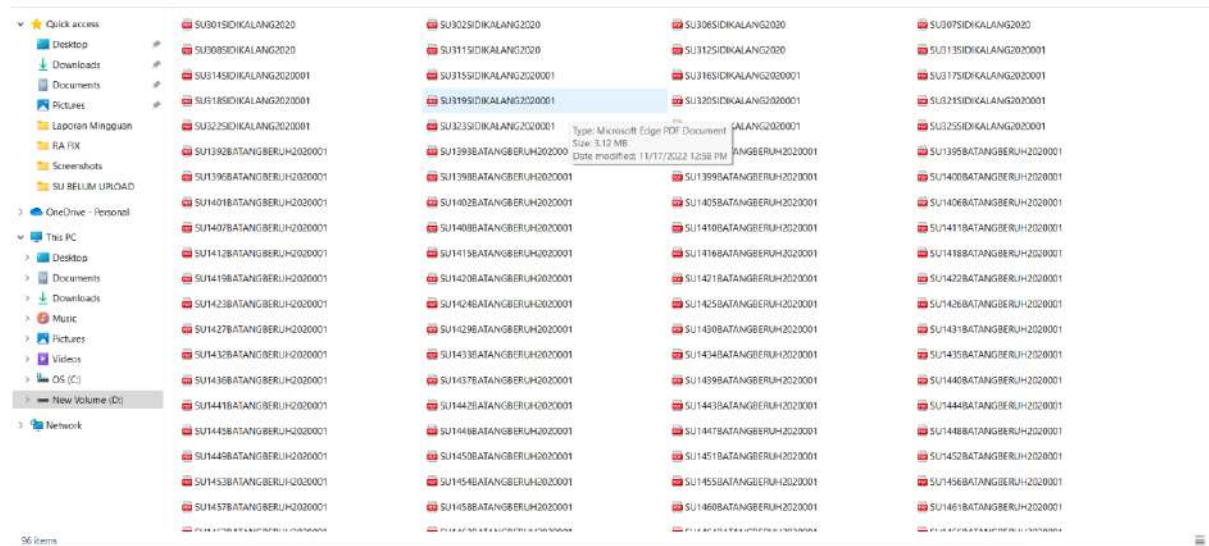 Quick access
Desktop
Downloads
Documents
Pictures
Laporan Mingguan
RA FIX
Screenshots
SU BELUM UPLOAD
OneDrive - Personal
This PC
Desktop
Documents
Downloads
Music
Pictures
Videos
OS (C:)
New Volume (D:)
Network
SU301SIDIKALANG2020 SU302SIDIKALANG2020 SU306SIDIKALANG2020 SU307SIDIKALANG2020
SU308SIDIKALANG2020 SU311SIDIKALANG2020 SU312SIDIKALANG2020 SU313SIDIKALANG2020001
SU314SIDIKALANG2020001 SU315SIDIKALANG2020001 SU316SIDIKALANG2020001 SU317SIDIKALANG2020001
SU318SIDIKALANG2020001 SU319SIDIKALANG2020001 SU320SIDIKALANG2020001 SU321SIDIKALANG2020001
SU322SIDIKALANG2020001 SU323SIDIKALANG2020001 SU325SIDIKALANG2020001
Type: Microsoft Edge PDF Document
Size: 3.12 MB
Date modified: 11/17/2022 12:58 PM
SU1392BATANGBERUH2020001 SU1395BATANGBERUH2020001
SU1396BATANGBERUH2020001 SU1398BATANGBERUH2020001 SU1399BATANGBERUH2020001 SU1400BATANGBERUH2020001
SU1401BATANGBERUH2020001 SU1402BATANGBERUH2020001 SU1405BATANGBERUH2020001 SU1406BATANGBERUH2020001
SU1407BATANGBERUH2020001 SU1408BATANGBERUH2020001 SU1410BATANGBERUH2020001 SU1411BATANGBERUH2020001
SU1412BATANGBERUH2020001 SU1415BATANGBERUH2020001 SU1416BATANGBERUH2020001 SU1418BATANGBERUH2020001
SU1419BATANGBERUH2020001 SU1420BATANGBERUH2020001 SU1421BATANGBERUH2020001 SU1422BATANGBERUH2020001
SU1423BATANGBERUH2020001 SU1424BATANGBERUH2020001 SU1425BATANGBERUH2020001 SU1426BATANGBERUH2020001
SU1427BATANGBERUH2020001 SU1429BATANGBERUH2020001 SU1430BATANGBERUH2020001 SU1431BATANGBERUH2020001
SU1432BATANGBERUH2020001 SU1433BATANGBERUH2020001 SU1434BATANGBERUH2020001 SU1435BATANGBERUH2020001
SU1436BATANGBERUH2020001 SU1437BATANGBERUH2020001 SU1439BATANGBERUH2020001 SU1440BATANGBERUH2020001
SU1441BATANGBERUH2020001 SU1442BATANGBERUH2020001 SU1443BATANGBERUH2020001 SU1444BATANGBERUH2020001
SU1445BATANGBERUH2020001 SU1446BATANGBERUH2020001 SU1447BATANGBERUH2020001 SU1448BATANGBERUH2020001
SU1449BATANGBERUH2020001 SU1450BATANGBERUH2020001 SU1451BATANGBERUH2020001 SU1452BATANGBERUH2020001
SU1453BATANGBERUH2020001 SU1454BATANGBERUH2020001 SU1455BATANGBERUH2020001 SU1456BATANGBERUH2020001
SU1457BATANGBERUH2020001 SU1458BATANGBERUH2020001 SU1460BATANGBERUH2020001 SU1461BATANGBERUH2020001
96 items